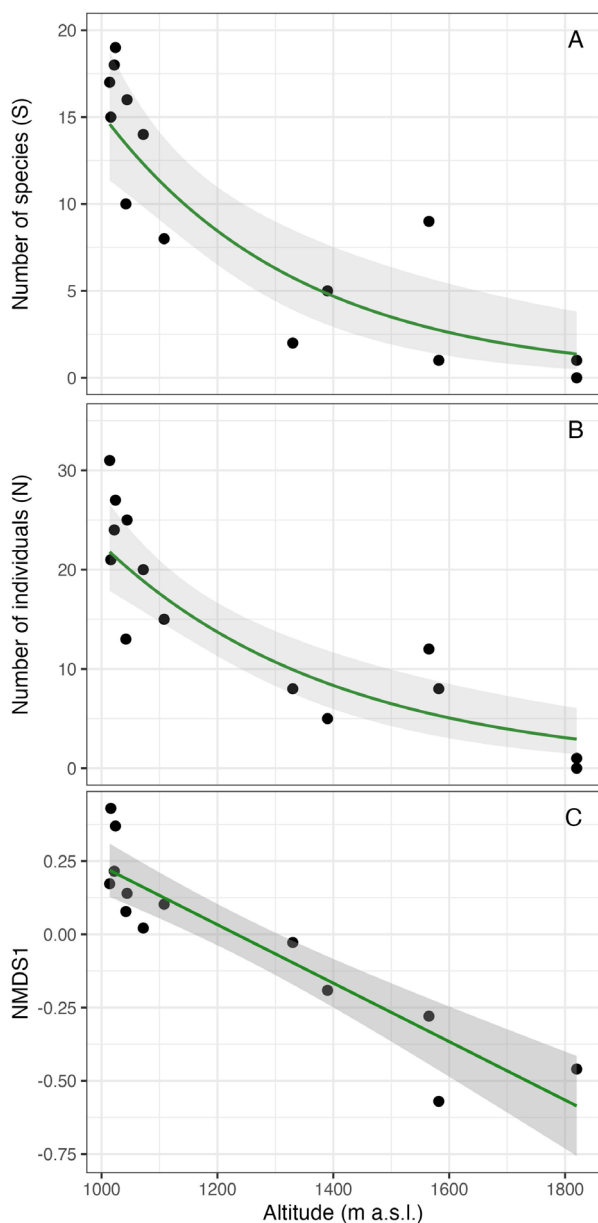 A
Number of species (S)
20
15
10
5
0
B
Number of individuals (N)
30
20
10
0
C
NMDS1
0.25
0.00
-0.25
-0.50
-0.75
1000 1200 1400 1600 1800
Altitude (m a.s.l.)